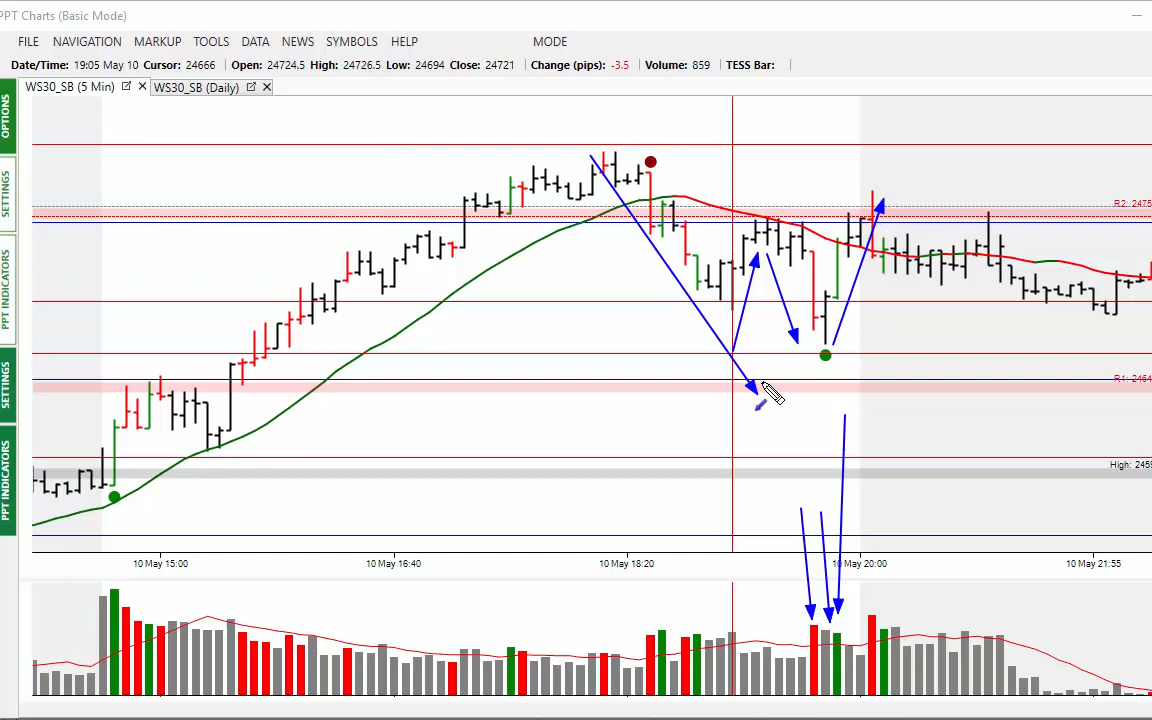 PPT Charts (Basic Mode)
FILE NAVIGATION MARKUP TOOLS DATA NEWS SYMBOLS HELP MODE
Date/Time: 19:05 May 10 Cursor: 24666 Open: 24724.5 High: 24726.5 Low: 24694 Close: 24721 Change (pips): -3.5 Volume: 859 TESS Bar:
WS30_SB (5 Min) WS30_SB (Daily)
OPTIONS
SETTINGS
PPT INDICATORS
SETTINGS
PPT INDICATORS
R2: 2475
R1: 2464
High: 2459
10 May 15:00 10 May 16:40 10 May 18:20 10 May 20:00 10 May 21:55